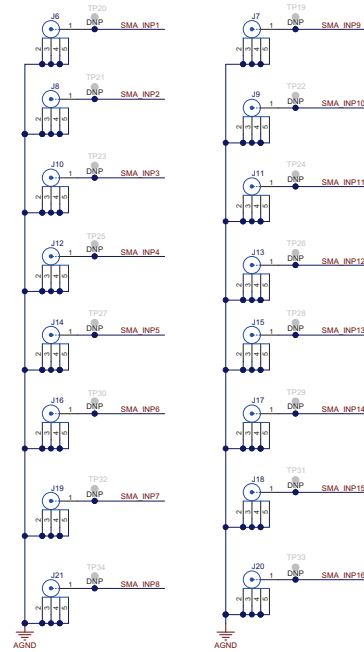 TP20
J6 DNP SMA_INP1
1
2 3 4 5
TP21
J8 DNP SMA_INP2
1
2 3 4 5
TP23
J10 DNP SMA_INP3
1
2 3 4 5
TP25
J12 DNP SMA_INP4
1
2 3 4 5
TP27
J14 DNP SMA_INP5
1
2 3 4 5
TP30
J16 DNP SMA_INP6
1
2 3 4 5
TP32
J19 DNP SMA_INP7
1
2 3 4 5
TP34
J21 DNP SMA_INP8
1
2 3 4 5
AGND
TP19
J7 DNP SMA_INP9
1
2 3 4 5
TP22
J9 DNP SMA_INP10
1
2 3 4 5
TP24
J11 DNP SMA_INP11
1
2 3 4 5
TP26
J13 DNP SMA_INP12
1
2 3 4 5
TP28
J15 DNP SMA_INP13
1
2 3 4 5
TP29
J17 DNP SMA_INP14
1
2 3 4 5
TP31
J18 DNP SMA_INP15
1
2 3 4 5
TP33
J20 DNP SMA_INP16
1
2 3 4 5
AGND